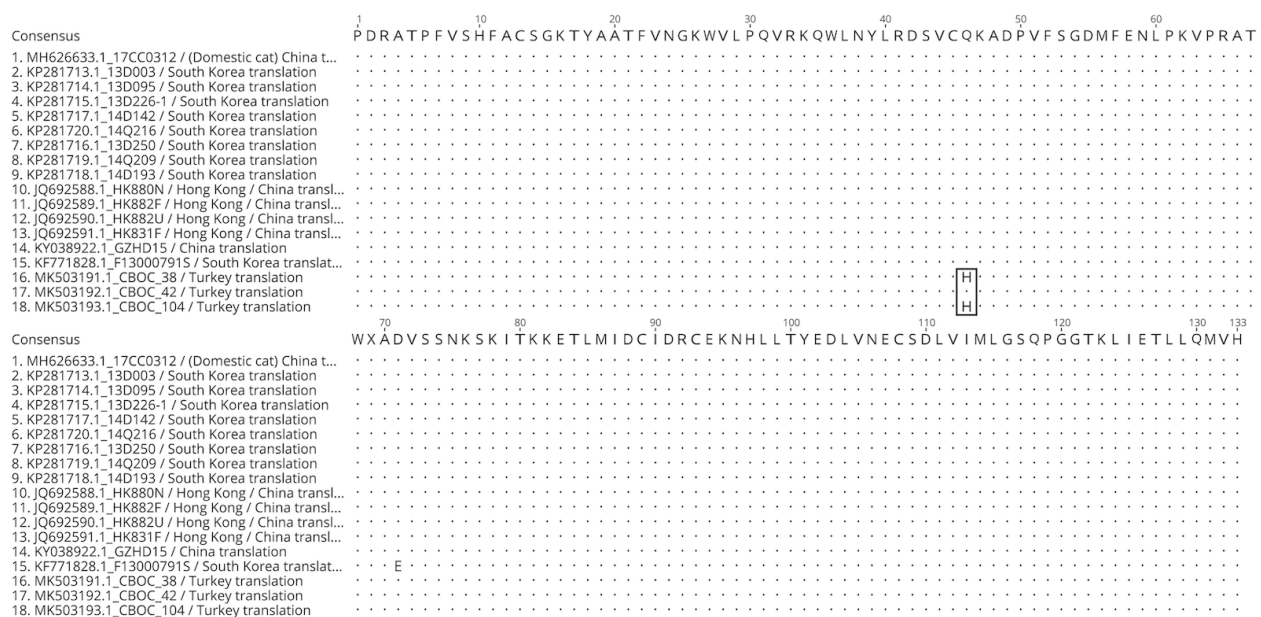 1 10 20 30 40 50 60
Consensus P D R A T P F V S H F A C S G K T Y A A T F V N G K W V L P Q V R K Q W L N Y L R D S V C Q K A D P V F S G D M F E N L P K V P R A T
1. MH626633.1_17CC0312 / (Domestic cat) China t...
2. KP281713.1_13D003 / South Korea translation
3. KP281714.1_13D095 / South Korea translation
4. KP281715.1_13D226-1 / South Korea translation
5. KP281717.1_14D142 / South Korea translation
6. KP281720.1_14Q216 / South Korea translation
7. KP281716.1_13D250 / South Korea translation
8. KP281719.1_14Q209 / South Korea translation
9. KP281718.1_14D193 / South Korea translation
10. JQ692588.1_HK880N / Hong Kong / China transl...
11. JQ692589.1_HK882F / Hong Kong / China transl...
12. JQ692590.1_HK882U / Hong Kong / China transl...
13. JQ692591.1_HK831F / Hong Kong / China transl...
14. KY038922.1_GZHD15 / China translation
15. KF771828.1_F13000791S / South Korea translat...
16. MK503191.1_CBOC_38 / Turkey translation H
17. MK503192.1_CBOC_42 / Turkey translation
18. MK503193.1_CBOC_104 / Turkey translation H
70 80 90 100 110 120 130 133
Consensus W X A D V S S N K S K I T K K E T L M I D C I D R C E K N H L L T Y E D L V N E C S D L V I M L G S Q P G G T K L I E T L L Q M V H
1. MH626633.1_17CC0312 / (Domestic cat) China t...
2. KP281713.1_13D003 / South Korea translation
3. KP281714.1_13D095 / South Korea translation
4. KP281715.1_13D226-1 / South Korea translation
5. KP281717.1_14D142 / South Korea translation
6. KP281720.1_14Q216 / South Korea translation
7. KP281716.1_13D250 / South Korea translation
8. KP281719.1_14Q209 / South Korea translation
9. KP281718.1_14D193 / South Korea translation
10. JQ692588.1_HK880N / Hong Kong / China transl...
11. JQ692589.1_HK882F / Hong Kong / China transl...
12. JQ692590.1_HK882U / Hong Kong / China transl...
13. JQ692591.1_HK831F / Hong Kong / China transl...
14. KY038922.1_GZHD15 / China translation
15. KF771828.1_F13000791S / South Korea translat... E
16. MK503191.1_CBOC_38 / Turkey translation
17. MK503192.1_CBOC_42 / Turkey translation
18. MK503193.1_CBOC_104 / Turkey translation